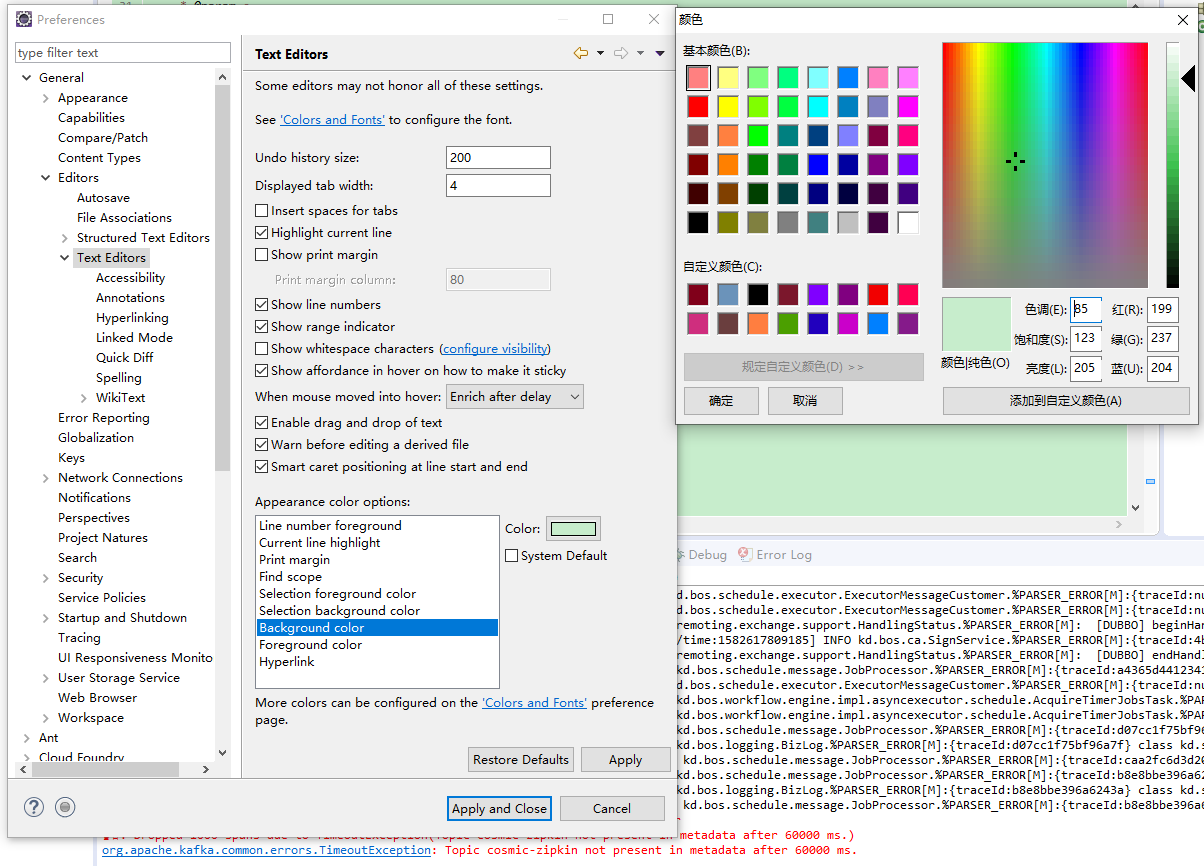 Preferences
type filter text
General
Appearance
Capabilities
Compare/Patch
Content Types
Editors
Autosave
File Associations
Structured Text Editors
Text Editors
Accessibility
Annotations
Hyperlinking
Linked Mode
Quick Diff
Spelling
WikiText
Error Reporting
Globalization
Keys
Network Connections
Notifications
Perspectives
Project Natures
Search
Security
Service Policies
Startup and Shutdown
Tracing
UI Responsiveness Monito
User Storage Service
Web Browser
Workspace
Ant
Cloud Foundry
Text Editors
Some editors may not honor all of these settings.
See 'Colors and Fonts' to configure the font.
Undo history size: 200
Displayed tab width: 4
Insert spaces for tabs
Highlight current line
Show print margin
Print margin column: 80
Show line numbers
Show range indicator
Show whitespace characters (configure visibility)
Show affordance in hover on how to make it sticky
When mouse moved into hover: Enrich after delay
Enable drag and drop of text
Warn before editing a derived file
Smart caret positioning at line start and end
Appearance color options:
Line number foreground
Current line highlight
Print margin
Find scope
Selection foreground color
Selection background color
Background color
Foreground color
Hyperlink
Color:
System Default
More colors can be configured on the 'Colors and Fonts' preference
page.
Restore Defaults Apply
Apply and Close Cancel
颜色
基本颜色(B):
自定义颜色(C):
规定自定义颜色(D) >>
确定 取消
颜色|纯色(O)
色调(E): 85 红(R): 199
饱和度(S): 123 绿(G): 237
亮度(L): 205 蓝(U): 204
添加到自定义颜色(A)
Debug Error Log
kd.bos.schedule.executor.ExecutorMessageCustomer.%PARSER_ERROR[M]:{traceId:nu
kd.bos.schedule.executor.ExecutorMessageCustomer.%PARSER_ERROR[M]:{traceId:nu
remoting.exchange.support.HandlingStatus.%PARSER_ERROR[M]: [DUBBO] beginHan
/time:1582617809185] INFO kd.bos.ca.SignService.%PARSER_ERROR[M]:{traceId:4b
remoting.exchange.support.HandlingStatus.%PARSER_ERROR[M]: [DUBBO] endHandl
kd.bos.schedule.message.JobProcessor.%PARSER_ERROR[M]:{traceId:a4365d4412341
kd.bos.schedule.executor.ExecutorMessageCustomer.%PARSER_ERROR[M]:{traceId:nu
kd.bos.workflow.engine.impl.asyncexecutor.schedule.AcquireTimerJobsTask.%PAR
kd.bos.workflow.engine.impl.asyncexecutor.schedule.AcquireTimerJobsTask.%PAR
kd.bos.schedule.message.JobProcessor.%PARSER_ERROR[M]:{traceId:d07cc1f75bf96
kd.bos.logging.BizLog.%PARSER_ERROR[M]:{traceId:d07cc1f75bf96a7f} class kd.s
kd.bos.schedule.message.JobProcessor.%PARSER_ERROR[M]:{traceId:caa2fc6d3d20
kd.bos.schedule.message.JobProcessor.%PARSER_ERROR[M]:{traceId:b8e8bbe396a6
kd.bos.logging.BizLog.%PARSER_ERROR[M]:{traceId:b8e8bbe396a6243a} class kd.s
kd.bos.schedule.message.JobProcessor.%PARSER_ERROR[M]:{traceId:b8e8bbe396a6
metadata after 60000 ms.)
org.apache.kafka.common.errors.TimeoutException: Topic cosmic-zipkin not present in metadata after 60000 ms.